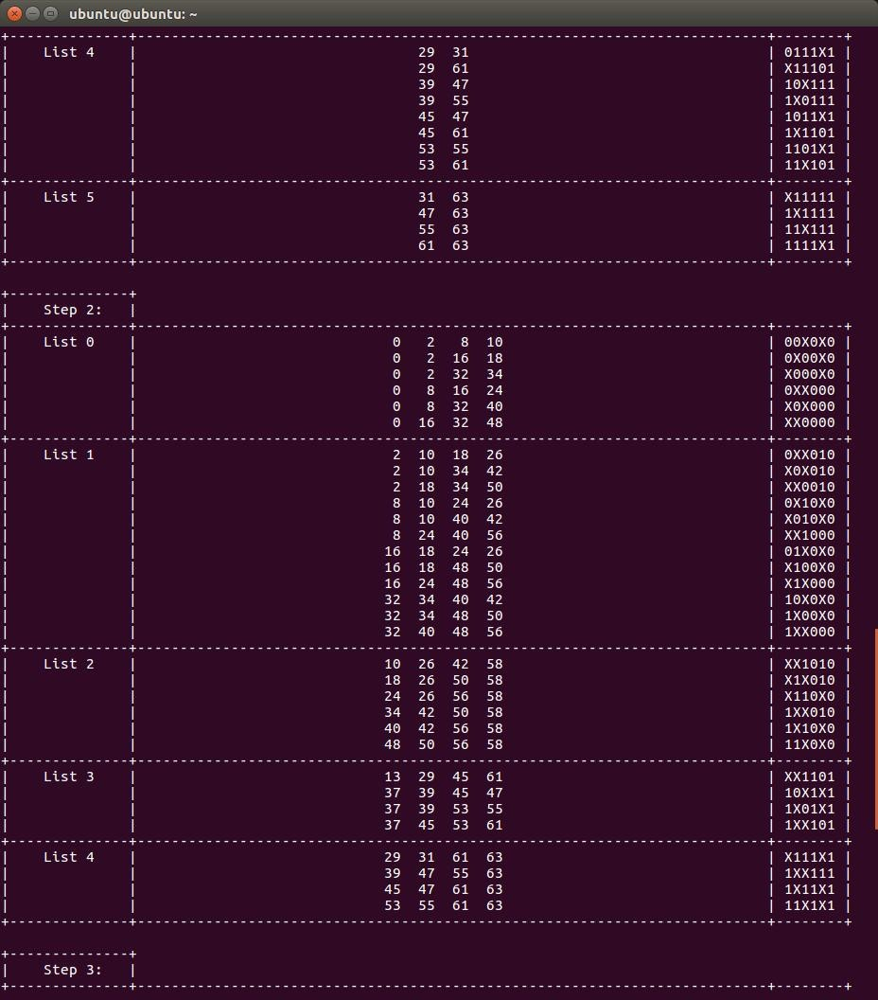 ubuntu@ubuntu: ~
+--------------+--------------------------------------------------------------------------+--------+
|    List 4    |                                 29  31                                   | 0111X1 |
|              |                                 29  61                                   | X11101 |
|              |                                 39  47                                   | 10X111 |
|              |                                 39  55                                   | 1X0111 |
|              |                                 45  47                                   | 1011X1 |
|              |                                 45  61                                   | 1X1101 |
|              |                                 53  55                                   | 1101X1 |
|              |                                 53  61                                   | 11X101 |
+--------------+--------------------------------------------------------------------------+--------+
|    List 5    |                                 31  63                                   | X11111 |
|              |                                 47  63                                   | 1X1111 |
|              |                                 55  63                                   | 11X111 |
|              |                                 61  63                                   | 1111X1 |
+--------------+--------------------------------------------------------------------------+--------+
+--------------+
|    Step 2:   |
+--------------+--------------------------------------------------------------------------+--------+
|    List 0    |                              0   2   8  10                               | 00X0X0 |
|              |                              0   2  16  18                               | 0X00X0 |
|              |                              0   2  32  34                               | X000X0 |
|              |                              0   8  16  24                               | 0XX000 |
|              |                              0   8  32  40                               | X0X000 |
|              |                              0  16  32  48                               | XX0000 |
+--------------+--------------------------------------------------------------------------+--------+
|    List 1    |                              2  10  18  26                               | 0XX010 |
|              |                              2  10  34  42                               | X0X010 |
|              |                              2  18  34  50                               | XX0010 |
|              |                              8  10  24  26                               | 0X10X0 |
|              |                              8  10  40  42                               | X010X0 |
|              |                              8  24  40  56                               | XX1000 |
|              |                             16  18  24  26                               | 01X0X0 |
|              |                             16  18  48  50                               | X100X0 |
|              |                             16  24  48  56                               | X1X000 |
|              |                             32  34  40  42                               | 10X0X0 |
|              |                             32  34  48  50                               | 1X00X0 |
|              |                             32  40  48  56                               | 1XX000 |
+--------------+--------------------------------------------------------------------------+--------+
|    List 2    |                             10  26  42  58                               | XX1010 |
|              |                             18  26  50  58                               | X1X010 |
|              |                             24  26  56  58                               | X110X0 |
|              |                             34  42  50  58                               | 1XX010 |
|              |                             40  42  56  58                               | 1X10X0 |
|              |                             48  50  56  58                               | 11X0X0 |
+--------------+--------------------------------------------------------------------------+--------+
|    List 3    |                             13  29  45  61                               | XX1101 |
|              |                             37  39  45  47                               | 10X1X1 |
|              |                             37  39  53  55                               | 1X01X1 |
|              |                             37  45  53  61                               | 1XX101 |
+--------------+--------------------------------------------------------------------------+--------+
|    List 4    |                             29  31  61  63                               | X111X1 |
|              |                             39  47  55  63                               | 1XX111 |
|              |                             45  47  61  63                               | 1X11X1 |
|              |                             53  55  61  63                               | 11X1X1 |
+--------------+--------------------------------------------------------------------------+--------+
+--------------+
|    Step 3:   |
+--------------+--------------------------------------------------------------------------+--------+